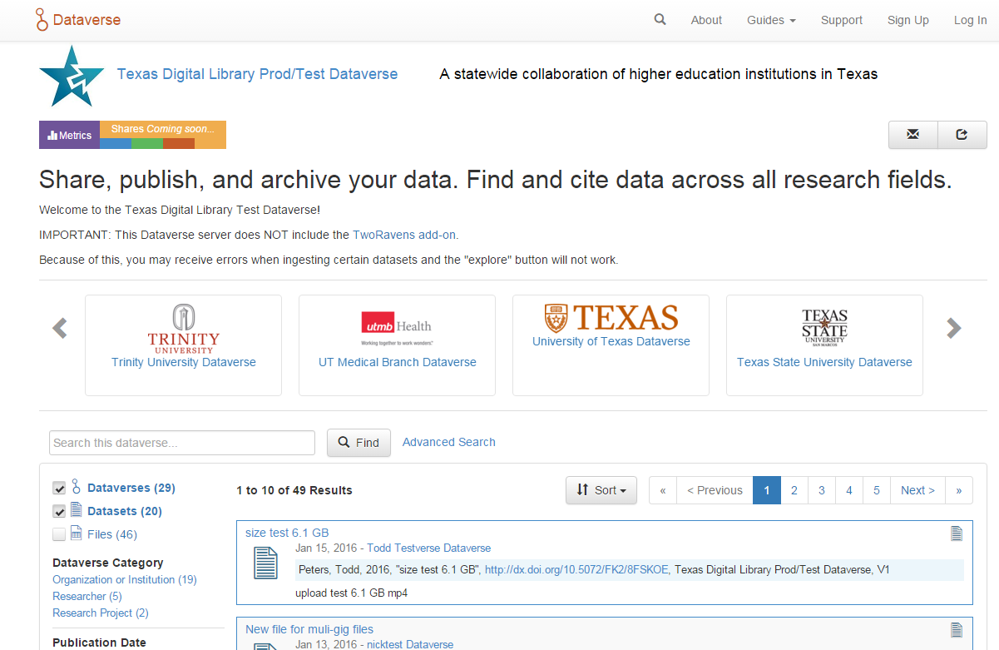 Dataverse
About
Guides
Support
Sign Up
Log In
Texas Digital Library Prod/Test Dataverse
A statewide collaboration of higher education institutions in Texas
Metrics
Shares Coming soon...
Share, publish, and archive your data. Find and cite data across all research fields.
Welcome to the Texas Digital Library Test Dataverse!
IMPORTANT: This Dataverse server does NOT include the TwoRavens add-on.
Because of this, you may receive errors when ingesting certain datasets and the "explore" button will not work.
TRINITY
UNIVERSITY
Trinity University Dataverse
utmb Health
Working together to work wonders.®
UT Medical Branch Dataverse
TEXAS
University of Texas Dataverse
TEXAS
STATE
UNIVERSITY
SAN MARCOS
Texas State University Dataverse
Search this dataverse...
Find
Advanced Search
Dataverses (29)
Datasets (20)
Files (46)
Dataverse Category
Organization or Institution (19)
Researcher (5)
Research Project (2)
Publication Date
1 to 10 of 49 Results
Sort
« < Previous 1 2 3 4 5 Next > »
size test 6.1 GB
Jan 15, 2016 - Todd Testverse Dataverse
Peters, Todd, 2016, "size test 6.1 GB", http://dx.doi.org/10.5072/FK2/8FSKOE, Texas Digital Library Prod/Test Dataverse, V1
upload test 6.1 GB mp4
New file for muli-gig files
Jan 13, 2016 - nicktest Dataverse